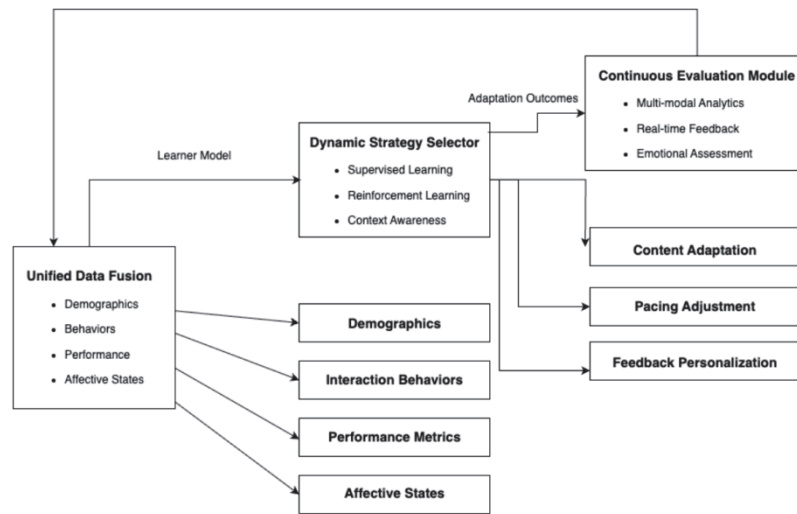 Continuous Evaluation Module
Multi-modal Analytics
Real-time Feedback
Emotional Assessment
Adaptation Outcomes
Dynamic Strategy Selector
Supervised Learning
Reinforcement Learning
Context Awareness
Learner Model
Unified Data Fusion
Demographics
Behaviors
Performance
Affective States
Content Adaptation
Pacing Adjustment
Feedback Personalization
Demographics
Interaction Behaviors
Performance Metrics
Affective States